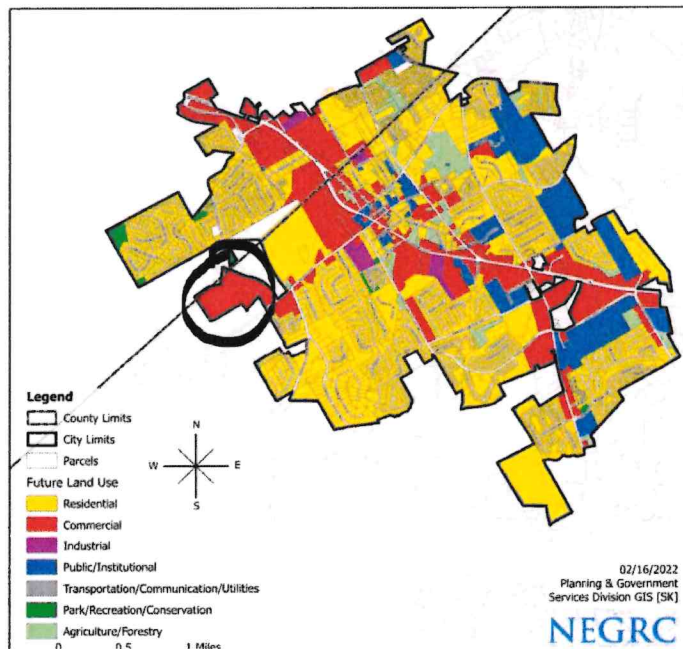 N
W E
S
Legend
County Limits
City Limits
Parcels
Future Land Use
Residential
Commercial
Industrial
Public/Institutional
Transportation/Communication/Utilities
Park/Recreation/Conservation
Agriculture/Forestry
0 0.5 1 Miles
02/16/2022
Planning & Government
Services Division GIS [SK]
NEGRC